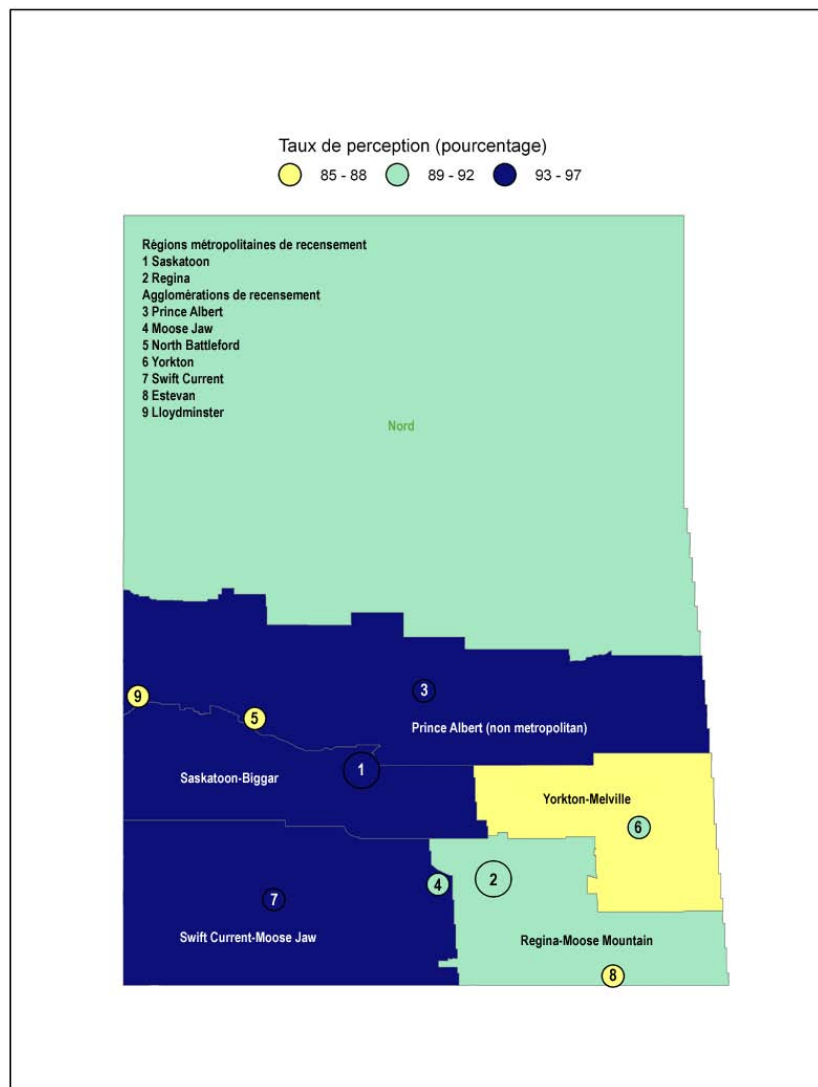 Taux de perception (pourcentage)
85 - 88 89 - 92 93 - 97
Régions métropolitaines de recensement
1 Saskatoon
2 Regina
Agglomérations de recensement
3 Prince Albert
4 Moose Jaw
5 North Battleford
6 Yorkton
7 Swift Current
8 Estevan
9 Lloydminster
Nord
3
9
5
Prince Albert (non metropolitan)
1
Saskatoon-Biggar
Yorkton-Melville
6
2
4
7
Swift Current-Moose Jaw
Regina-Moose Mountain
8